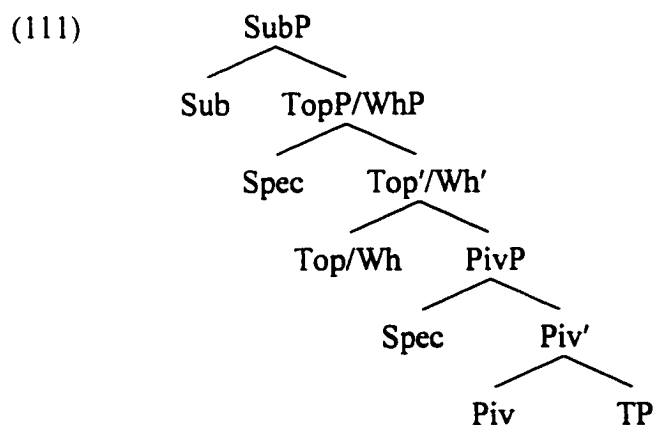 (111) SubP
Sub TopP/WhP
Spec Top′/Wh′
Top/Wh PivP
Spec Piv′
Piv TP